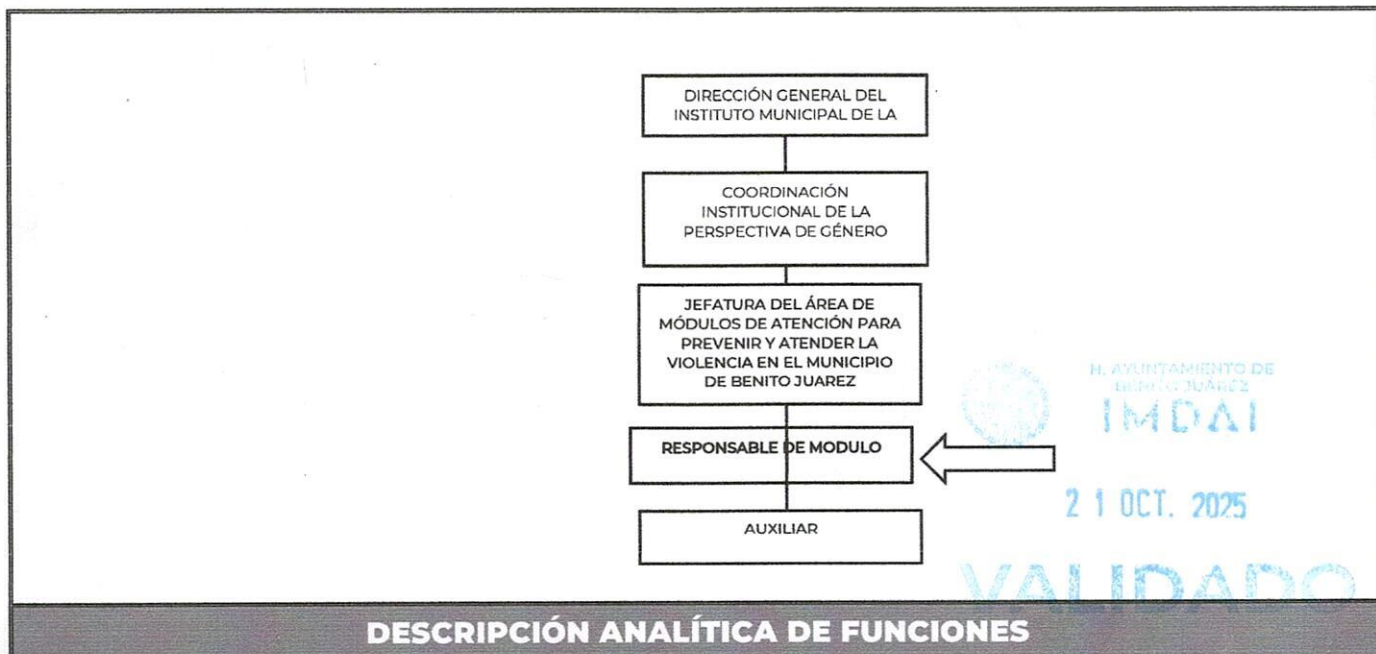 DIRECCIÓN GENERAL DEL
INSTITUTO MUNICIPAL DE LA
COORDINACIÓN
INSTITUCIONAL DE LA
PERSPECTIVA DE GÉNERO
JEFATURA DEL ÁREA DE
MÓDULOS DE ATENCIÓN PARA
PREVENIR Y ATENDER LA
VIOLENCIA EN EL MUNICIPIO
DE BENITO JUAREZ
RESPONSABLE DE MODULO
AUXILIAR
H. AYUNTAMIENTO DE
BENITO JUÁREZ
IMDAI
21 OCT. 2025
VALIDADO
DESCRIPCIÓN ANALÍTICA DE FUNCIONES